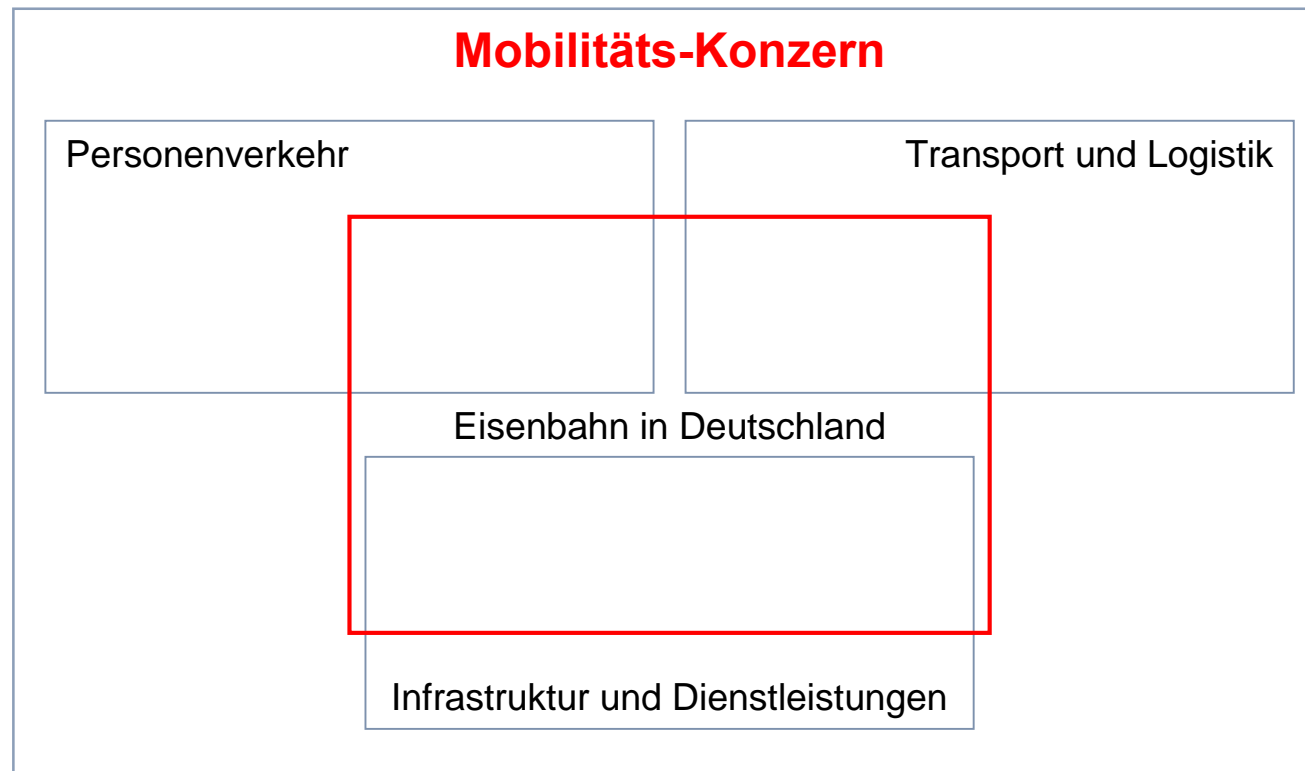 Mobilitäts-Konzern
Personenverkehr
Transport und Logistik
Eisenbahn in Deutschland
Infrastruktur und Dienstleistungen